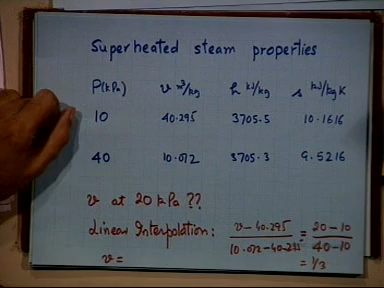 Superheated steam properties
P(kPa) v m³/kg h kJ/kg s kJ/kg K
10 40.295 3705.5 10.1616
40 10.072 3705.3 9.5216
v at 20 kPa ??
Linear Interpolation: v-40.295 / 10.072-40.295 = 20-10 / 40-10
v= = 1/3